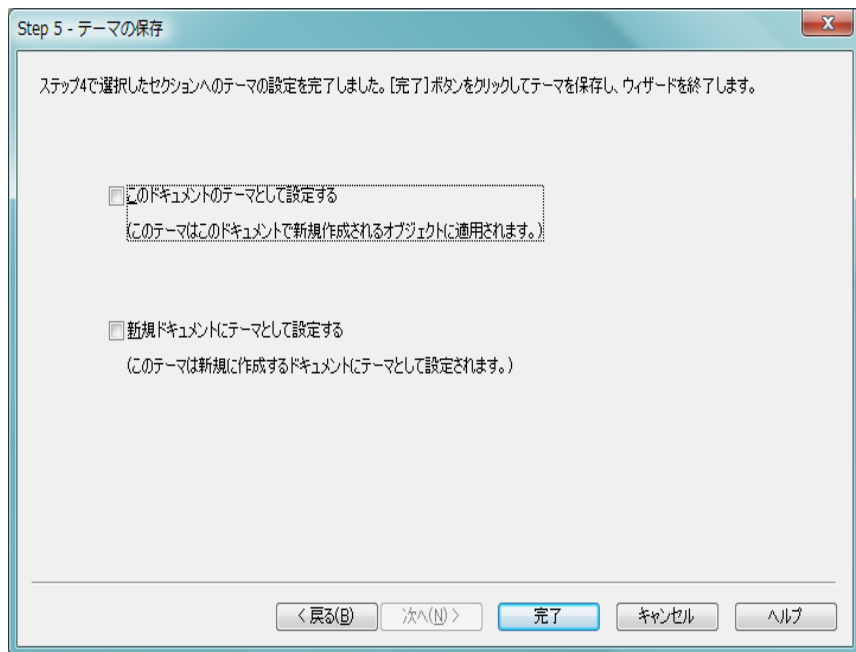 Step 5 - テーマの保存
ステップ4で選択したセクションへのテーマの設定を完了しました。[完了]ボタンをクリックしてテーマを保存し、ウィザードを終了します。
このドキュメントのテーマとして設定する
(このテーマはこのドキュメントで新規作成されるオブジェクトに適用されます。)
新規ドキュメントにテーマとして設定する
(このテーマは新規に作成するドキュメントにテーマとして設定されます。)
< 戻る(B) 次へ(N) > 完了 キャンセル ヘルプ